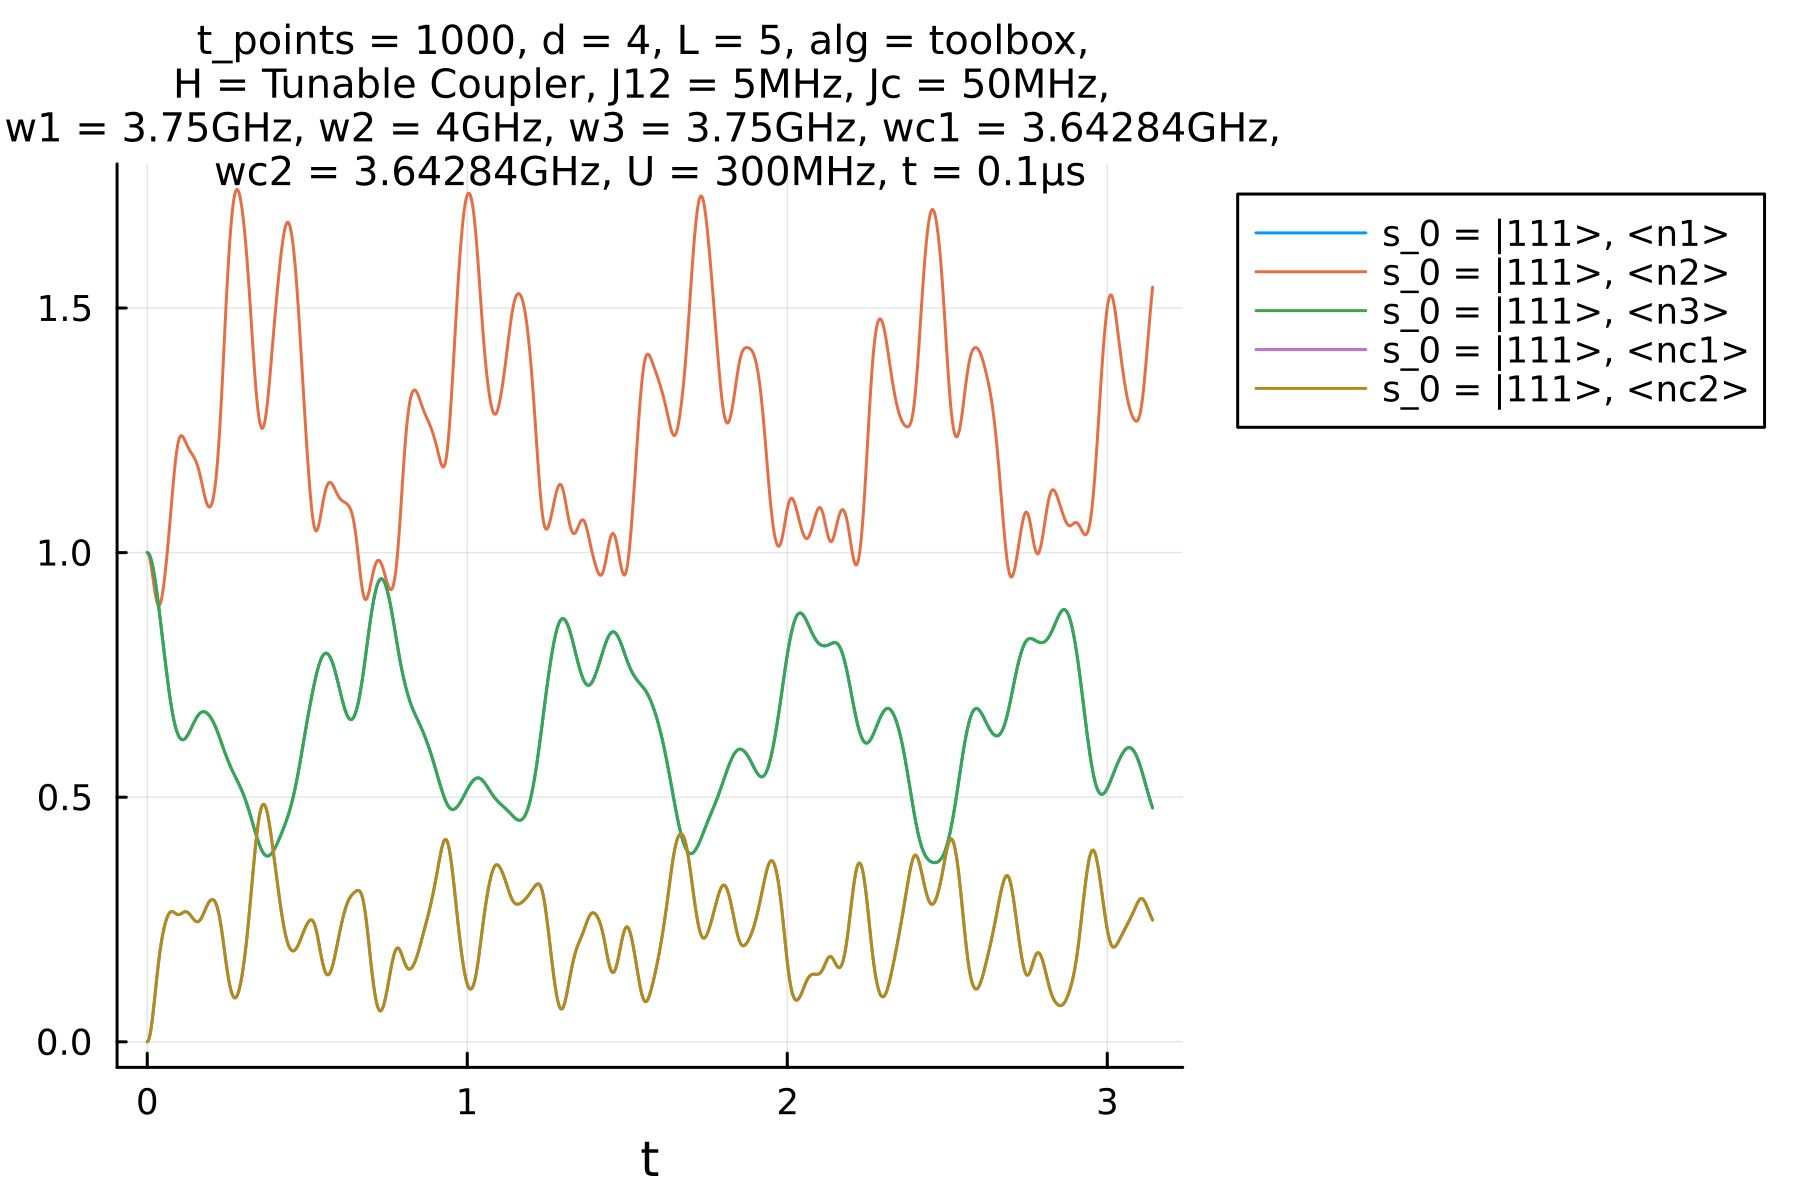 t_points = 1000, d = 4, L = 5, alg = toolbox,
H = Tunable Coupler, J12 = 5MHz, Jc = 50MHz,
w1 = 3.75GHz, w2 = 4GHz, w3 = 3.75GHz, wc1 = 3.64284GHz,
wc2 = 3.64284GHz, U = 300MHz, t = 0.1μs
s_0 = |111>, <n1>
s_0 = |111>, <n2>
s_0 = |111>, <n3>
s_0 = |111>, <nc1>
s_0 = |111>, <nc2>
1.5
1.0
0.5
0.0
0 1 2 3
t